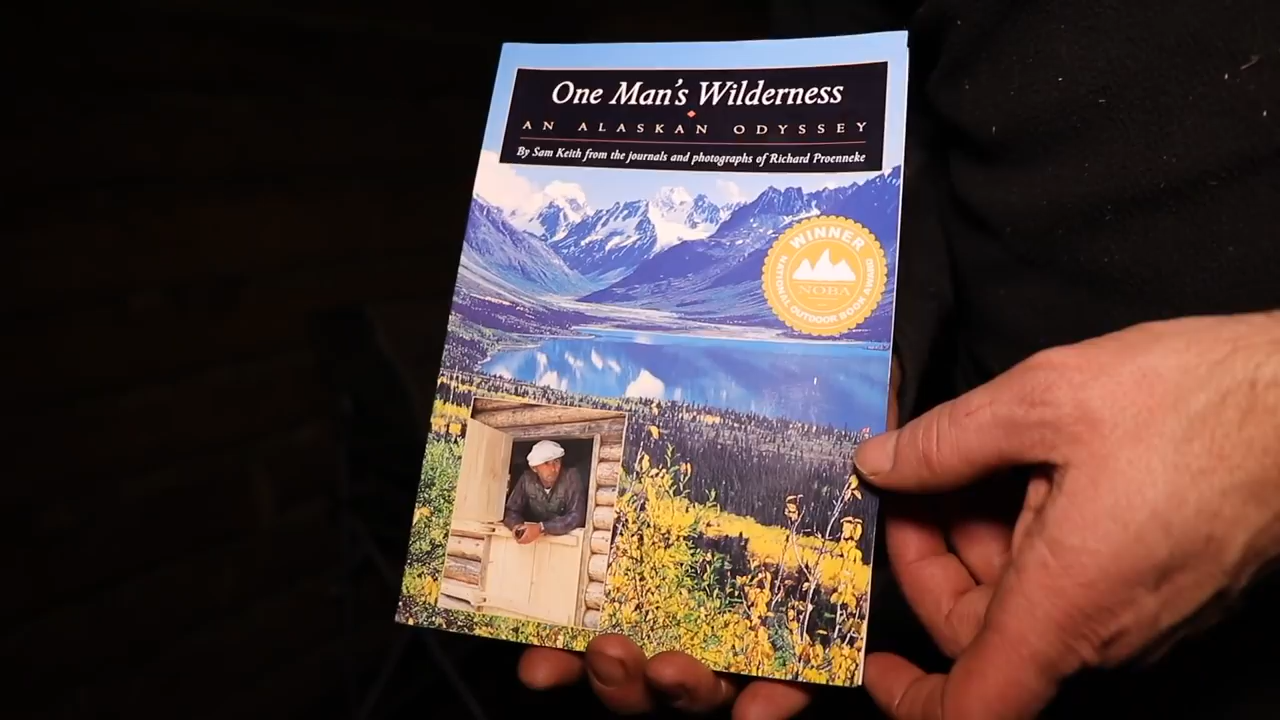 One Man's Wilderness
AN ALASKAN ODYSSEY
By Sam Keith from the journals and photographs of Richard Proenneke
WINNER
NOBA
NATIONAL OUTDOOR BOOK AWARD